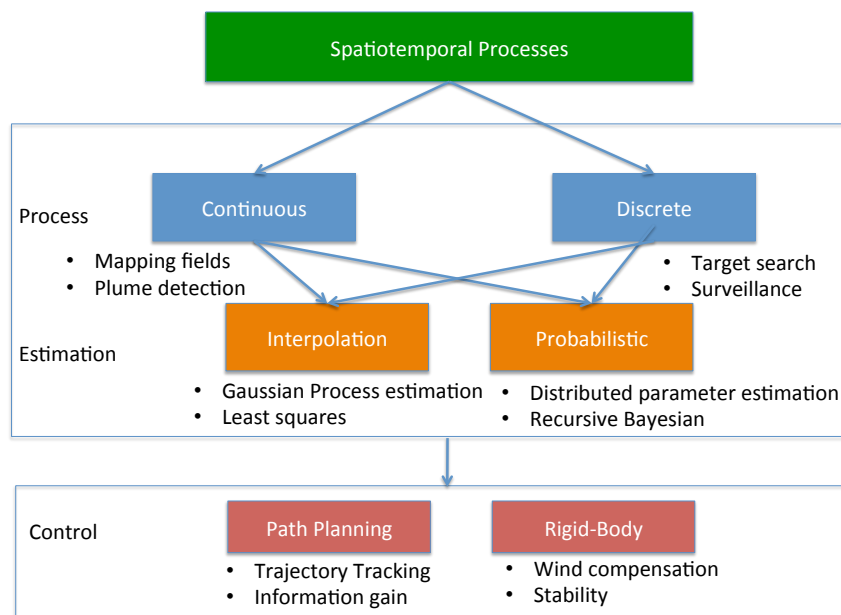 Spatiotemporal Processes
Process
Continuous
Discrete
• Mapping fields
• Plume detection
• Target search
• Surveillance
Estimation
Interpolation
Probabilistic
• Gaussian Process estimation
• Least squares
• Distributed parameter estimation
• Recursive Bayesian
Control
Path Planning
Rigid-Body
• Trajectory Tracking
• Information gain
• Wind compensation
• Stability